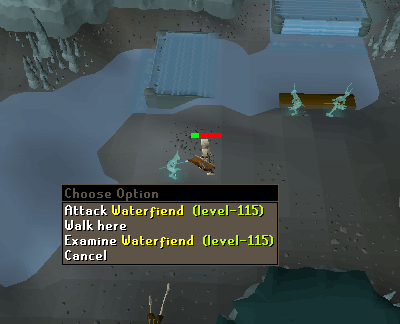 Choose Option
Attack Waterfiend (level-115)
Walk here
Examine Waterfiend (level-115)
Cancel